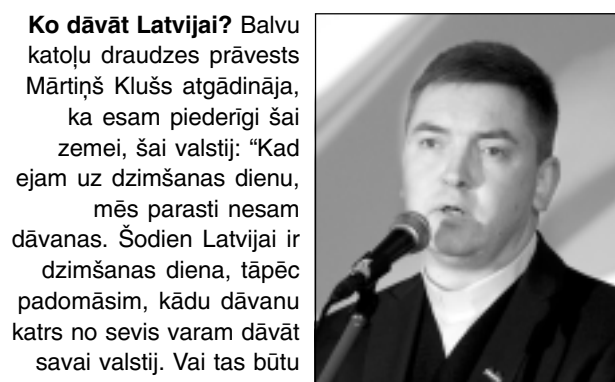 Ko dāvāt Latvijai? Balvu
katoļu draudzes prāvests
Mārtiņš Klušs atgādināja,
ka esam piederīgi šai
zemei, šai valstij: “Kad
ejam uz dzimšanas dienu,
mēs parasti nesam
dāvanas. Šodien Latvijai ir
dzimšanas diena, tāpēc
padomāsim, kādu dāvanu
katrs no sevis varam dāvāt
savai valstij. Vai tas būtu